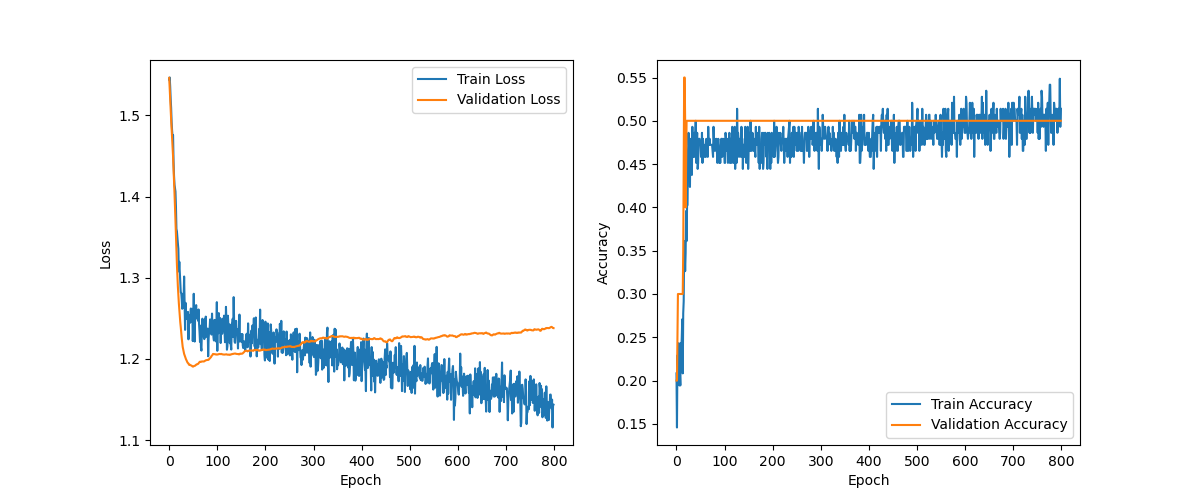 Train Loss
Validation Loss
1.5
1.4
1.3
1.2
1.1
Loss
0 100 200 300 400 500 600 700 800
Epoch
0.55
0.50
0.45
0.40
0.35
0.30
0.25
0.20
0.15
Accuracy
Train Accuracy
Validation Accuracy
0 100 200 300 400 500 600 700 800
Epoch